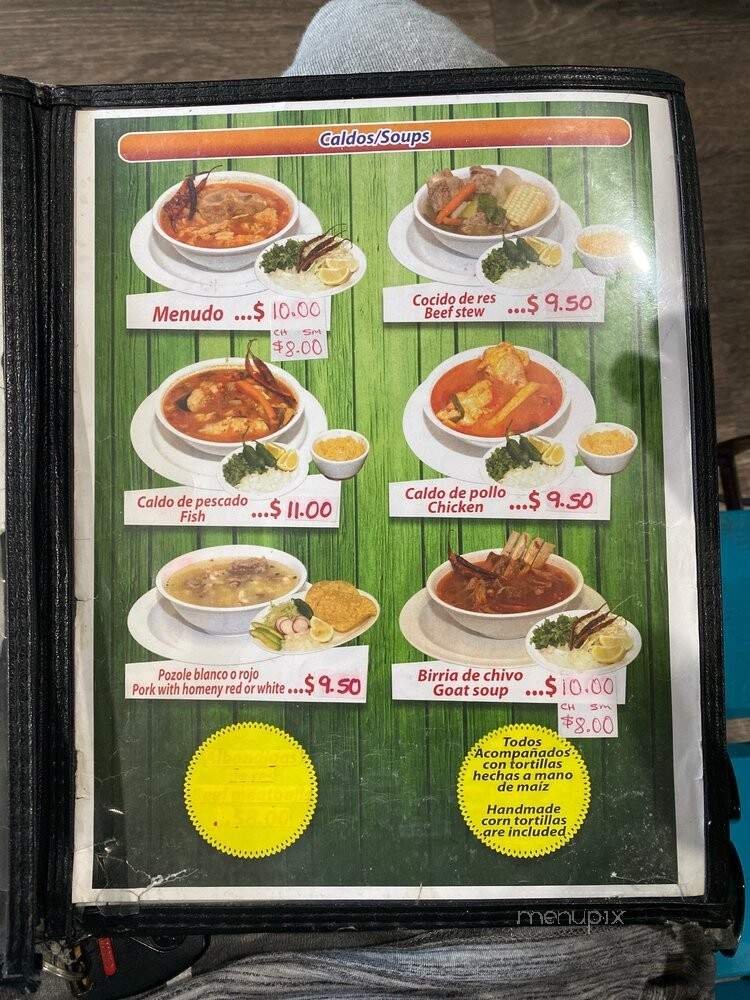 Caldos/Soups
Menudo ...$ 10.00
CH SM
$8.00
Cocido de res
Beef stew ...$ 9.50
Caldo de pescado
Fish ...$ 11.00
Caldo de pollo
Chicken ...$ 9.50
Pozole blanco o rojo
Pork with homeny red or white ...$ 9.50
Birria de chivo
Goat soup ...$ 10.00
CH SM
$8.00
Todos
Acompañados
con tortillas
hechas a mano
de maiz
Handmade
corn tortillas
are included
menupix